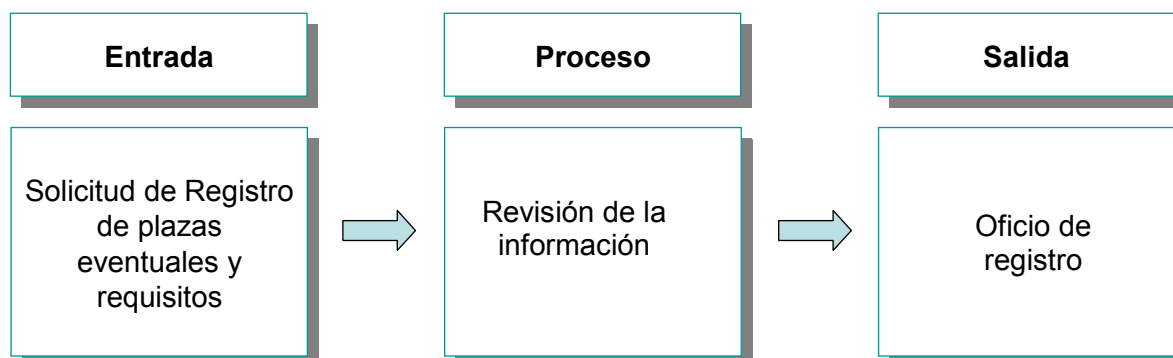 Entrada
Proceso
Salida
Solicitud de Registro
de plazas
eventuales y
requisitos
Revisión de la
información
Oficio de
registro